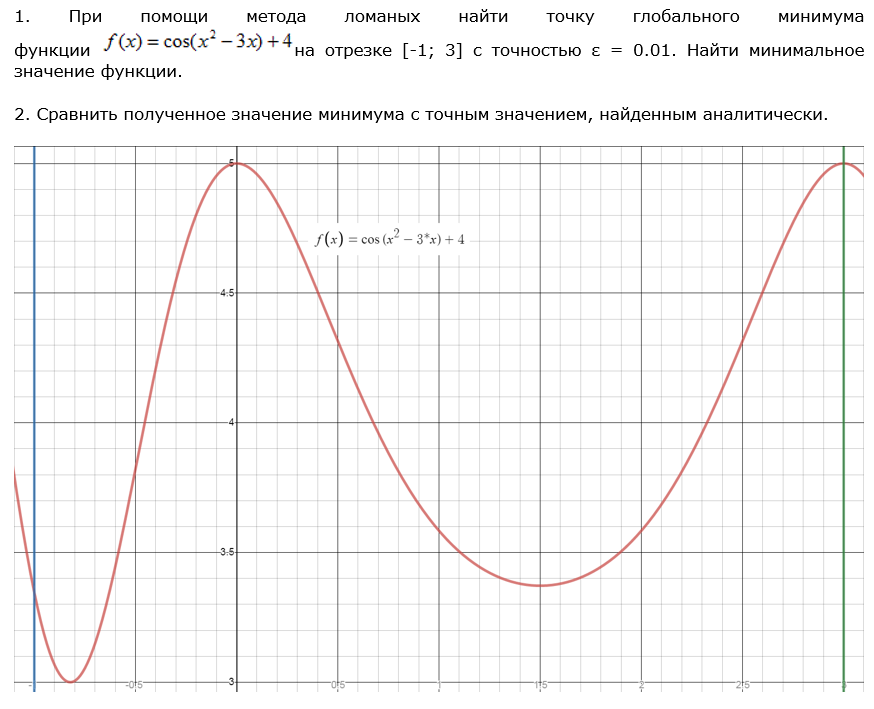 1. При помощи метода ломаных найти точку глобального минимума
функции f(x) = cos(x² − 3x) + 4 на отрезке [-1; 3] с точностью ε = 0.01. Найти минимальное
значение функции.
2. Сравнить полученное значение минимума с точным значением, найденным аналитически.
5
f(x) = cos (x² − 3*x) + 4
4.5
4
3.5
3
-0.5 0.5 1 1.5 2 2.5 3